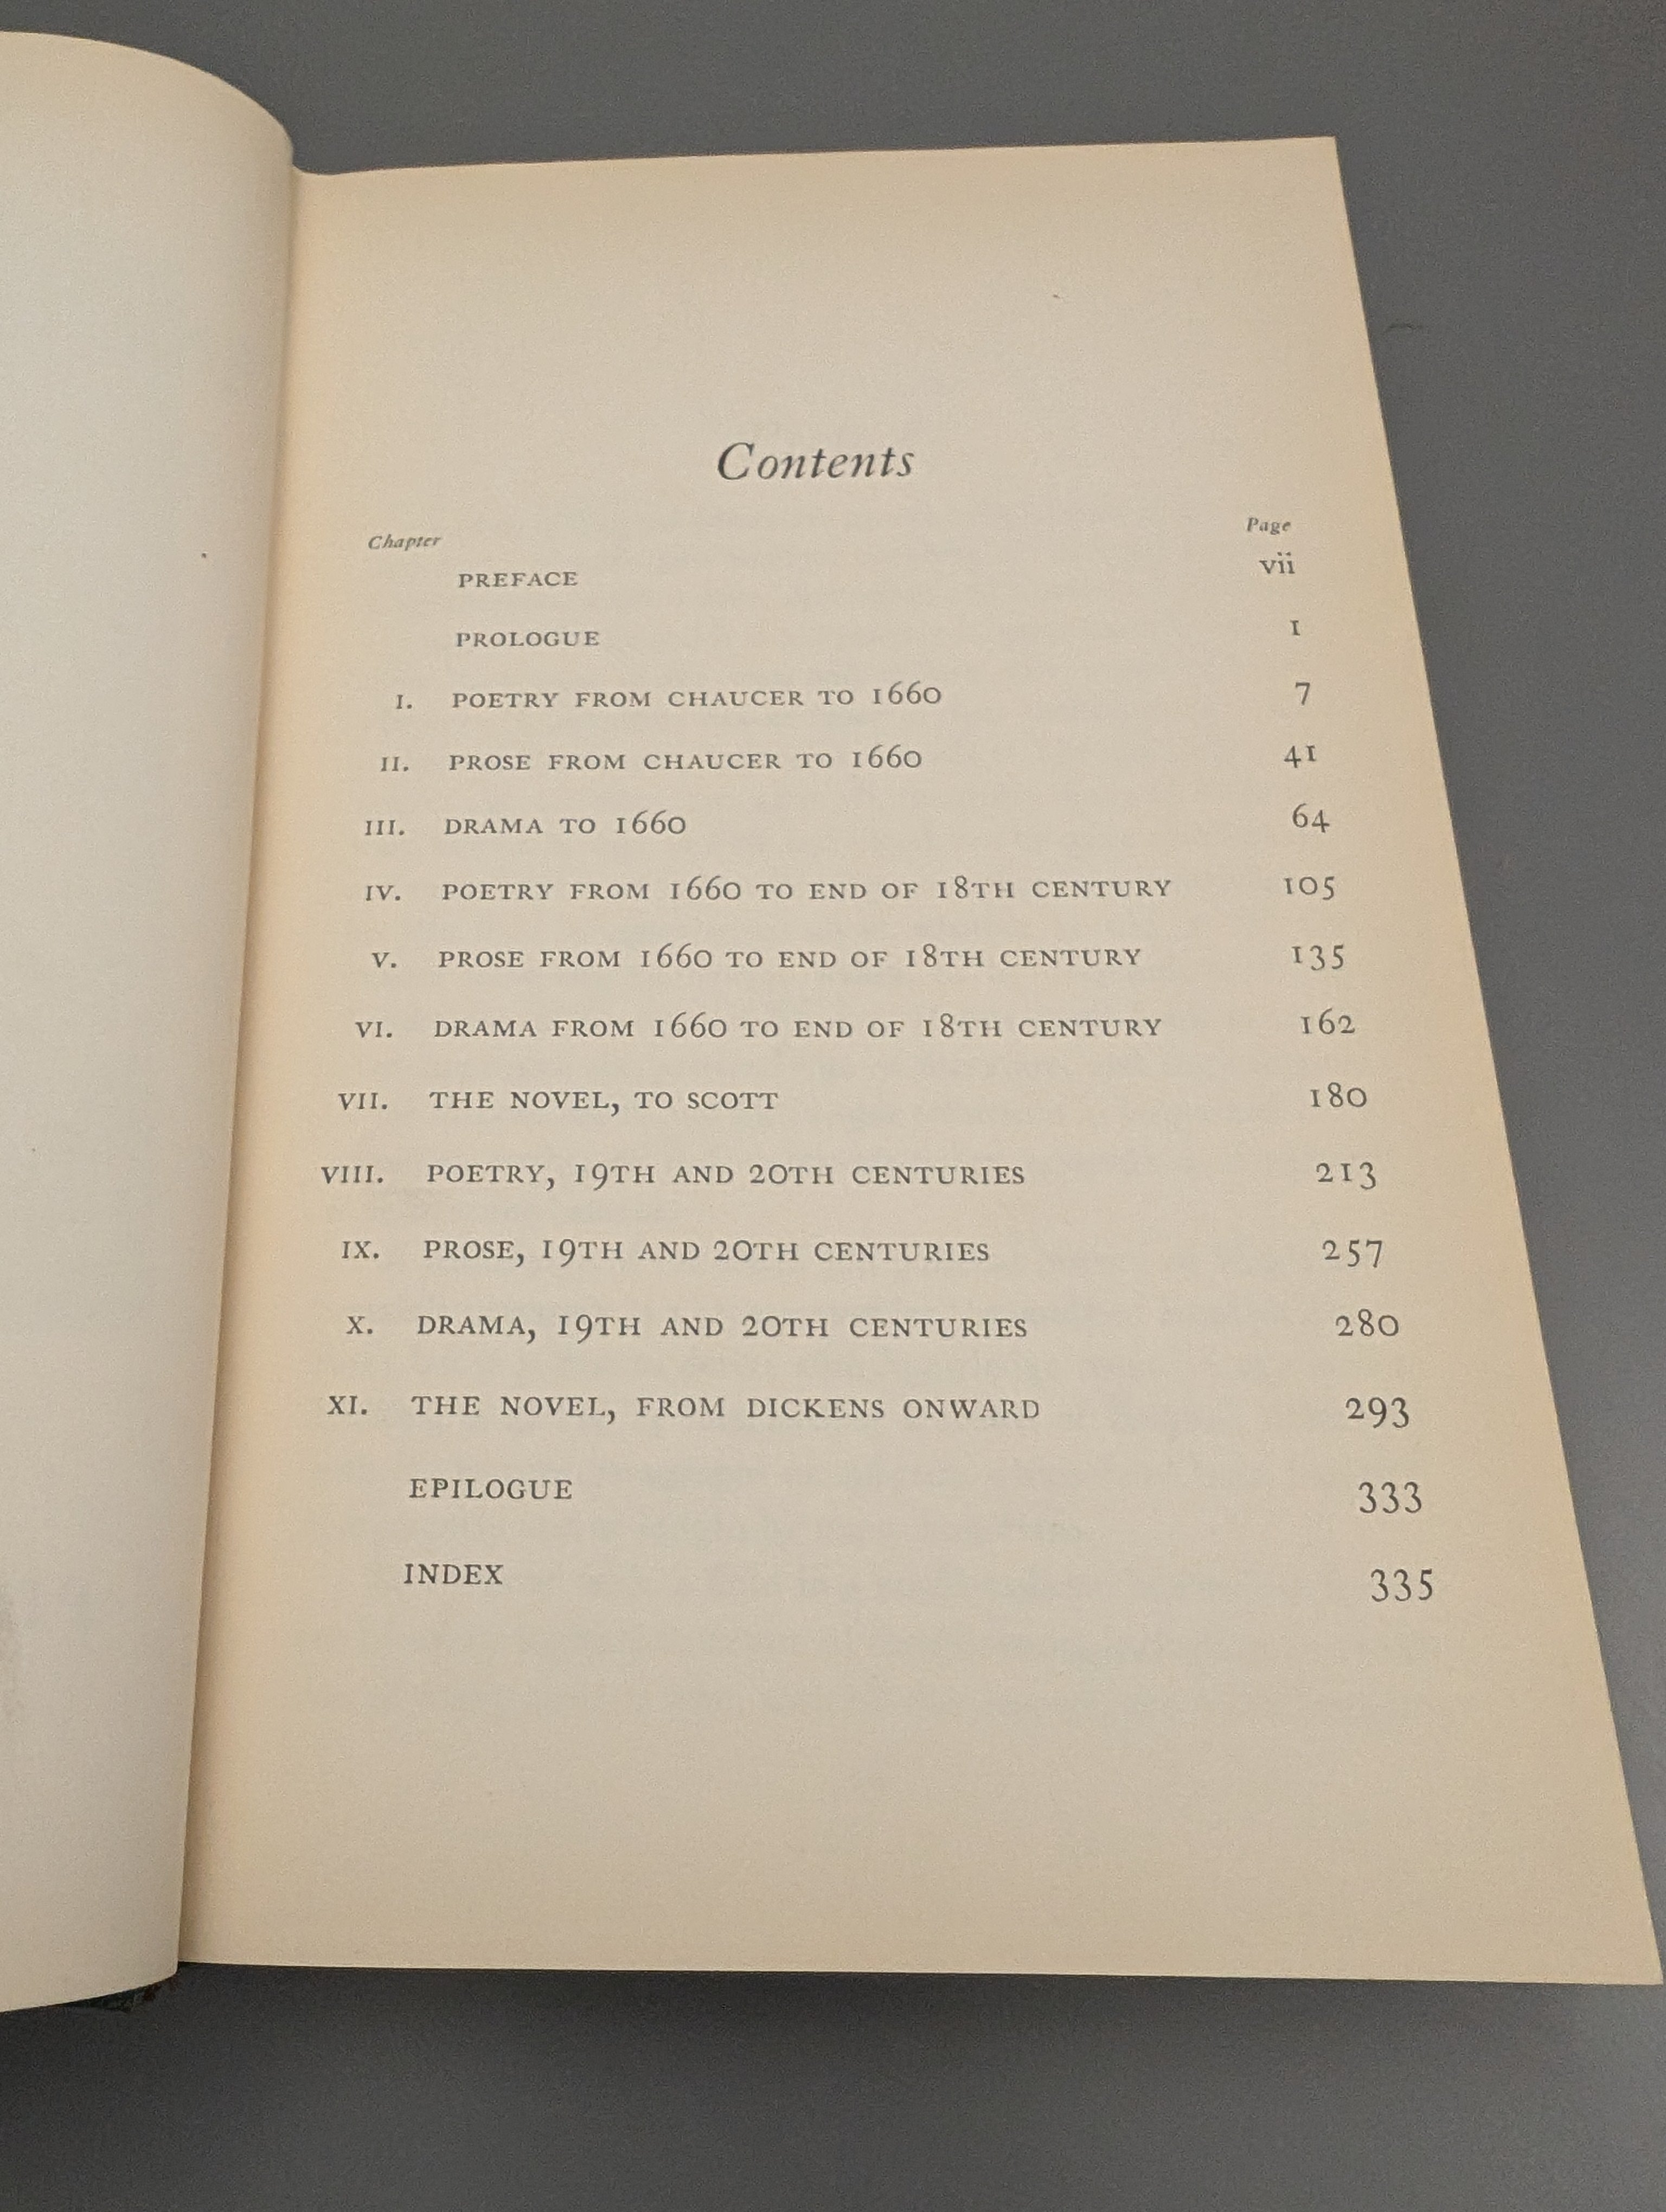 Contents
Chapter Page
PREFACE vii
PROLOGUE 1
I. POETRY FROM CHAUCER TO 1660 7
II. PROSE FROM CHAUCER TO 1660 41
III. DRAMA TO 1660 64
IV. POETRY FROM 1660 TO END OF 18TH CENTURY 105
V. PROSE FROM 1660 TO END OF 18TH CENTURY 135
VI. DRAMA FROM 1660 TO END OF 18TH CENTURY 162
VII. THE NOVEL, TO SCOTT 180
VIII. POETRY, 19TH AND 20TH CENTURIES 213
IX. PROSE, 19TH AND 20TH CENTURIES 257
X. DRAMA, 19TH AND 20TH CENTURIES 280
XI. THE NOVEL, FROM DICKENS ONWARD 293
EPILOGUE 333
INDEX 335